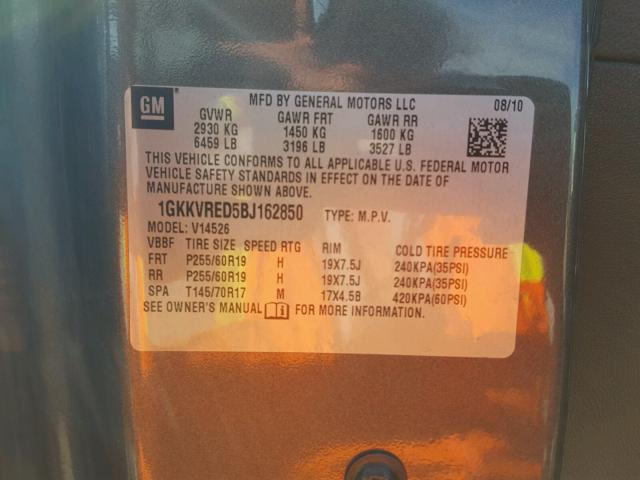 GM
MFD BY GENERAL MOTORS LLC 08/10
GVWR GAWR FRT GAWR RR
2930 KG 1450 KG 1600 KG
6459 LB 3196 LB 3527 LB
THIS VEHICLE CONFORMS TO ALL APPLICABLE U.S. FEDERAL MOTOR
VEHICLE SAFETY STANDARDS IN EFFECT ON THE DATE OF
MANUFACTURE SHOWN ABOVE.
1GKKVRED5BJ162850 TYPE: M.P.V.
MODEL: V14526
VBBF TIRE SIZE SPEED RTG RIM COLD TIRE PRESSURE
FRT P255/60R19 H 19X7.5J 240KPA(35PSI)
RR P255/60R19 H 19X7.5J 240KPA(35PSI)
SPA T145/70R17 M 17X4.5B 420KPA(60PSI)
SEE OWNER'S MANUAL FOR MORE INFORMATION.